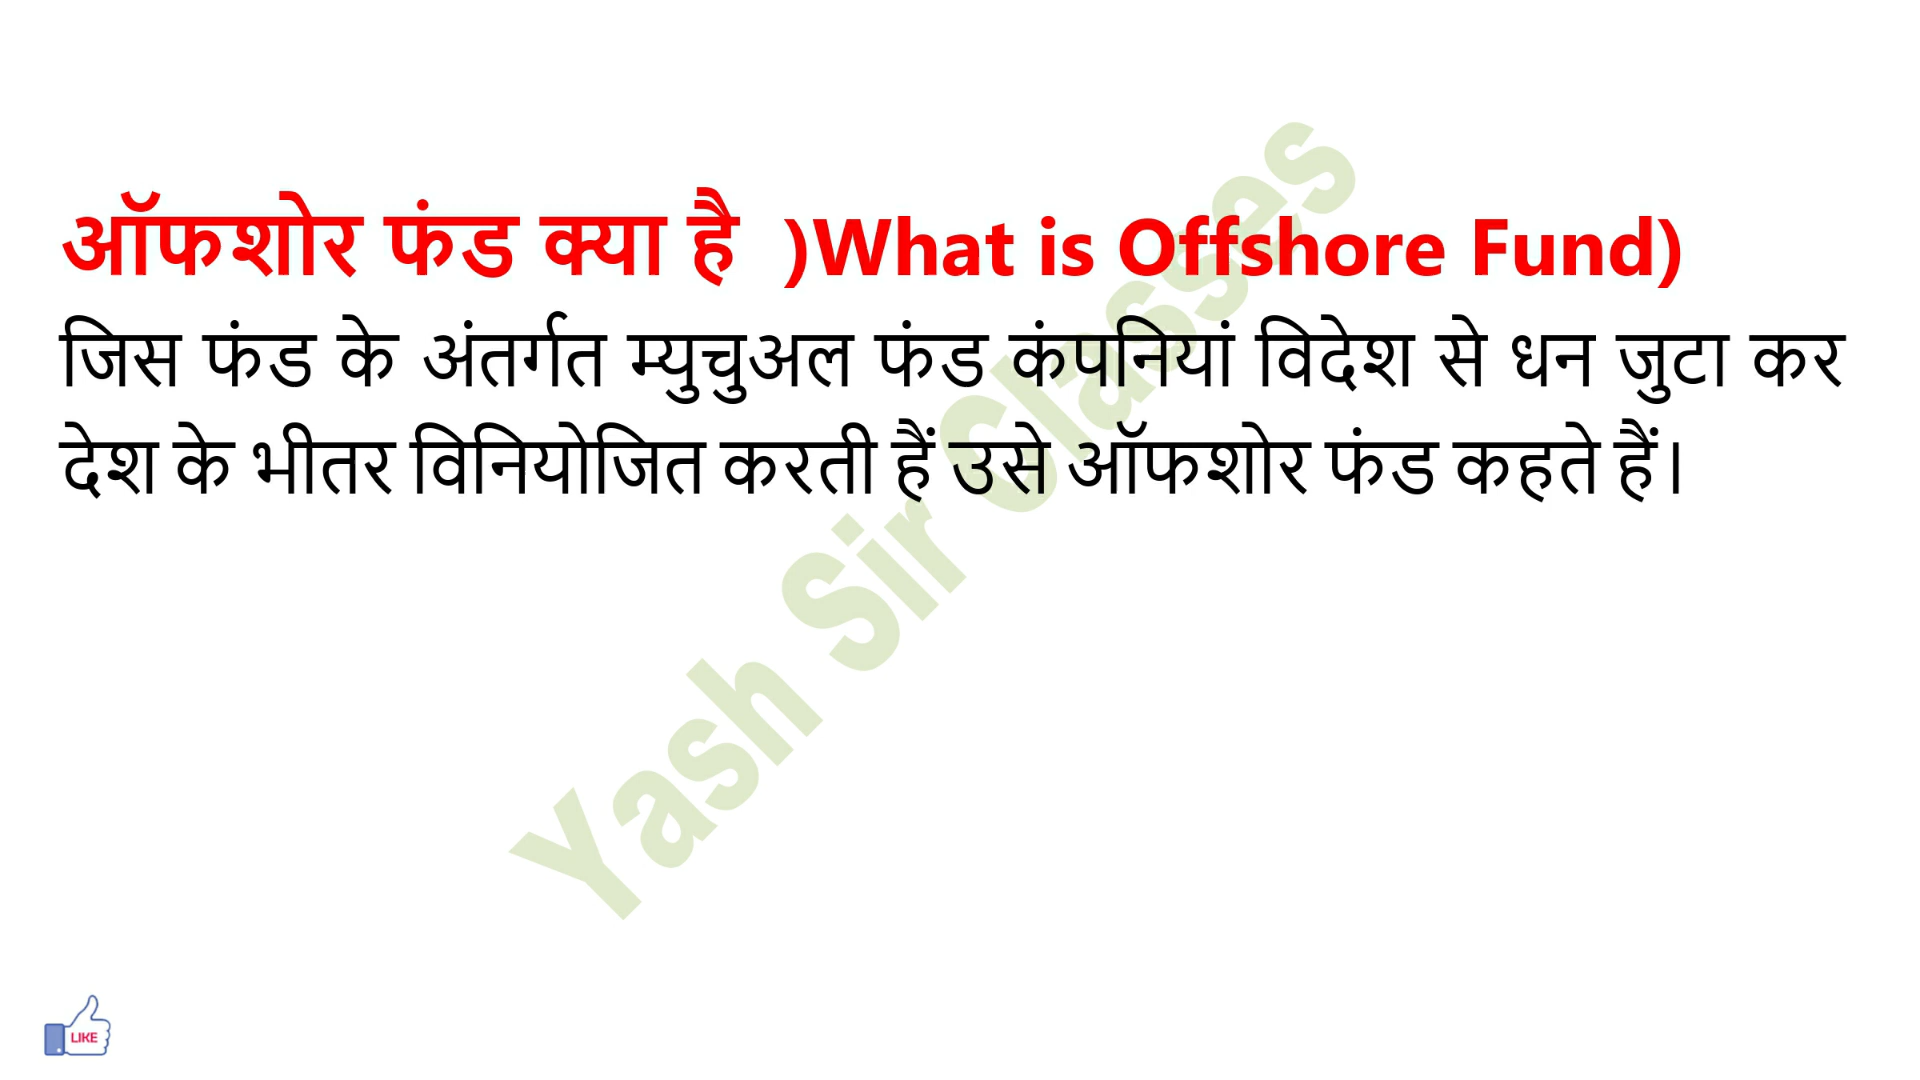 ऑफशोर फंड क्या है )What is Offshore Fund)
जिस फंड के अंतर्गत म्युचुअल फंड कंपनियां विदेश से धन जुटा कर
देश के भीतर विनियोजित करती हैं उसे ऑफशोर फंड कहते हैं।
Yash Sir Classes
LIKE